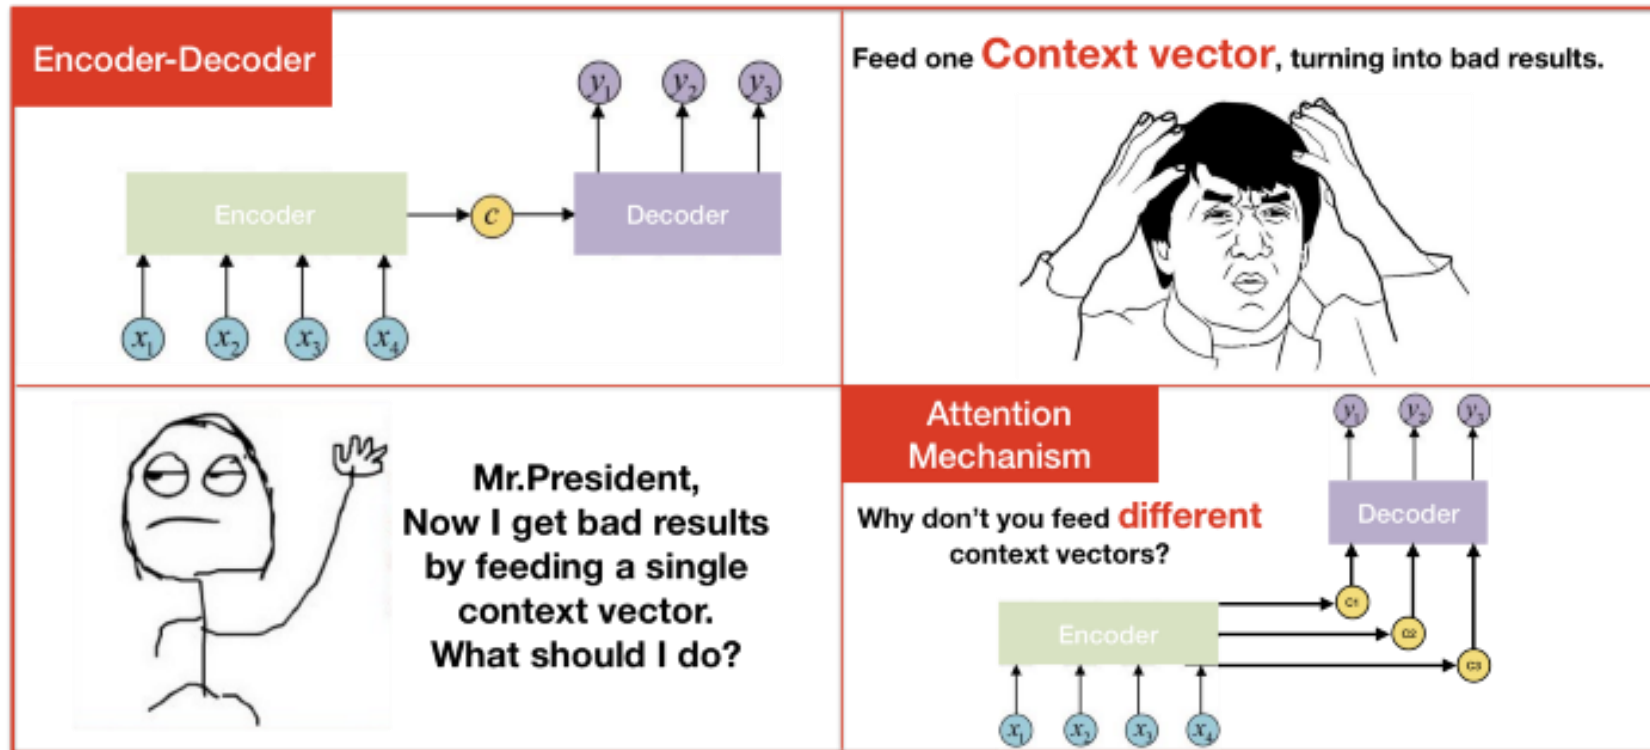 Encoder-Decoder
y1 y2 y3
Encoder
c
Decoder
x1 x2 x3 x4
Feed one Context vector, turning into bad results.
Mr.President,
Now I get bad results
by feeding a single
context vector.
What should I do?
Attention
Mechanism
y1 y2 y3
Why don't you feed different
context vectors?
Decoder
C1
Encoder
C2
C3
x1 x2 x3 x4